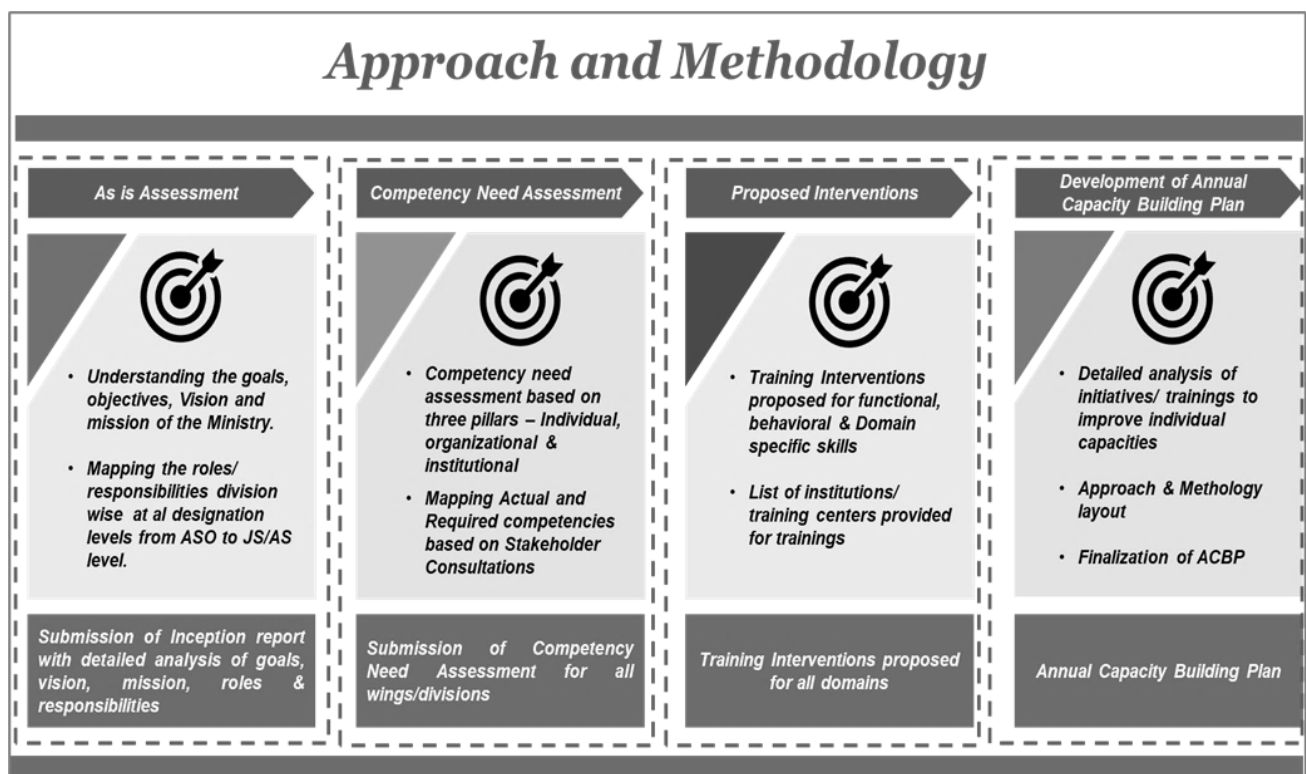 Approach and Methodology
As is Assessment
• Understanding the goals,
objectives, Vision and
mission of the Ministry.
• Mapping the roles/
responsibilities division
wise at al designation
levels from ASO to JS/AS
level.
Submission of Inception report
with detailed analysis of goals,
vision, mission, roles &
responsibilities
Competency Need Assessment
• Competency need
assessment based on
three pillars – Individual,
organizational &
institutional
• Mapping Actual and
Required competencies
based on Stakeholder
Consultations
Submission of Competency
Need Assessment for all
wings/divisions
Proposed Interventions
• Training Interventions
proposed for functional,
behavioral & Domain
specific skills
• List of institutions/
training centers provided
for trainings
Training Interventions proposed
for all domains
Development of Annual
Capacity Building Plan
• Detailed analysis of
initiatives/ trainings to
improve individual
capacities
• Approach & Methology
layout
• Finalization of ACBP
Annual Capacity Building Plan